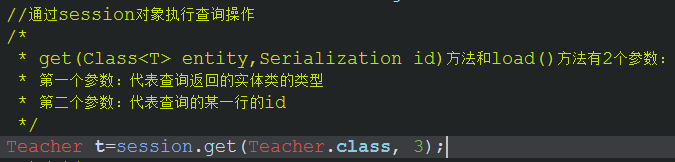 //通过session对象执行查询操作
/*
* get(Class<T> entity,Serialization id)方法和load()方法有2个参数:
* 第一个参数：代表查询返回的实体类的类型
* 第二个参数：代表查询的某一行的id
*/
Teacher t=session.get(Teacher.class, 3);